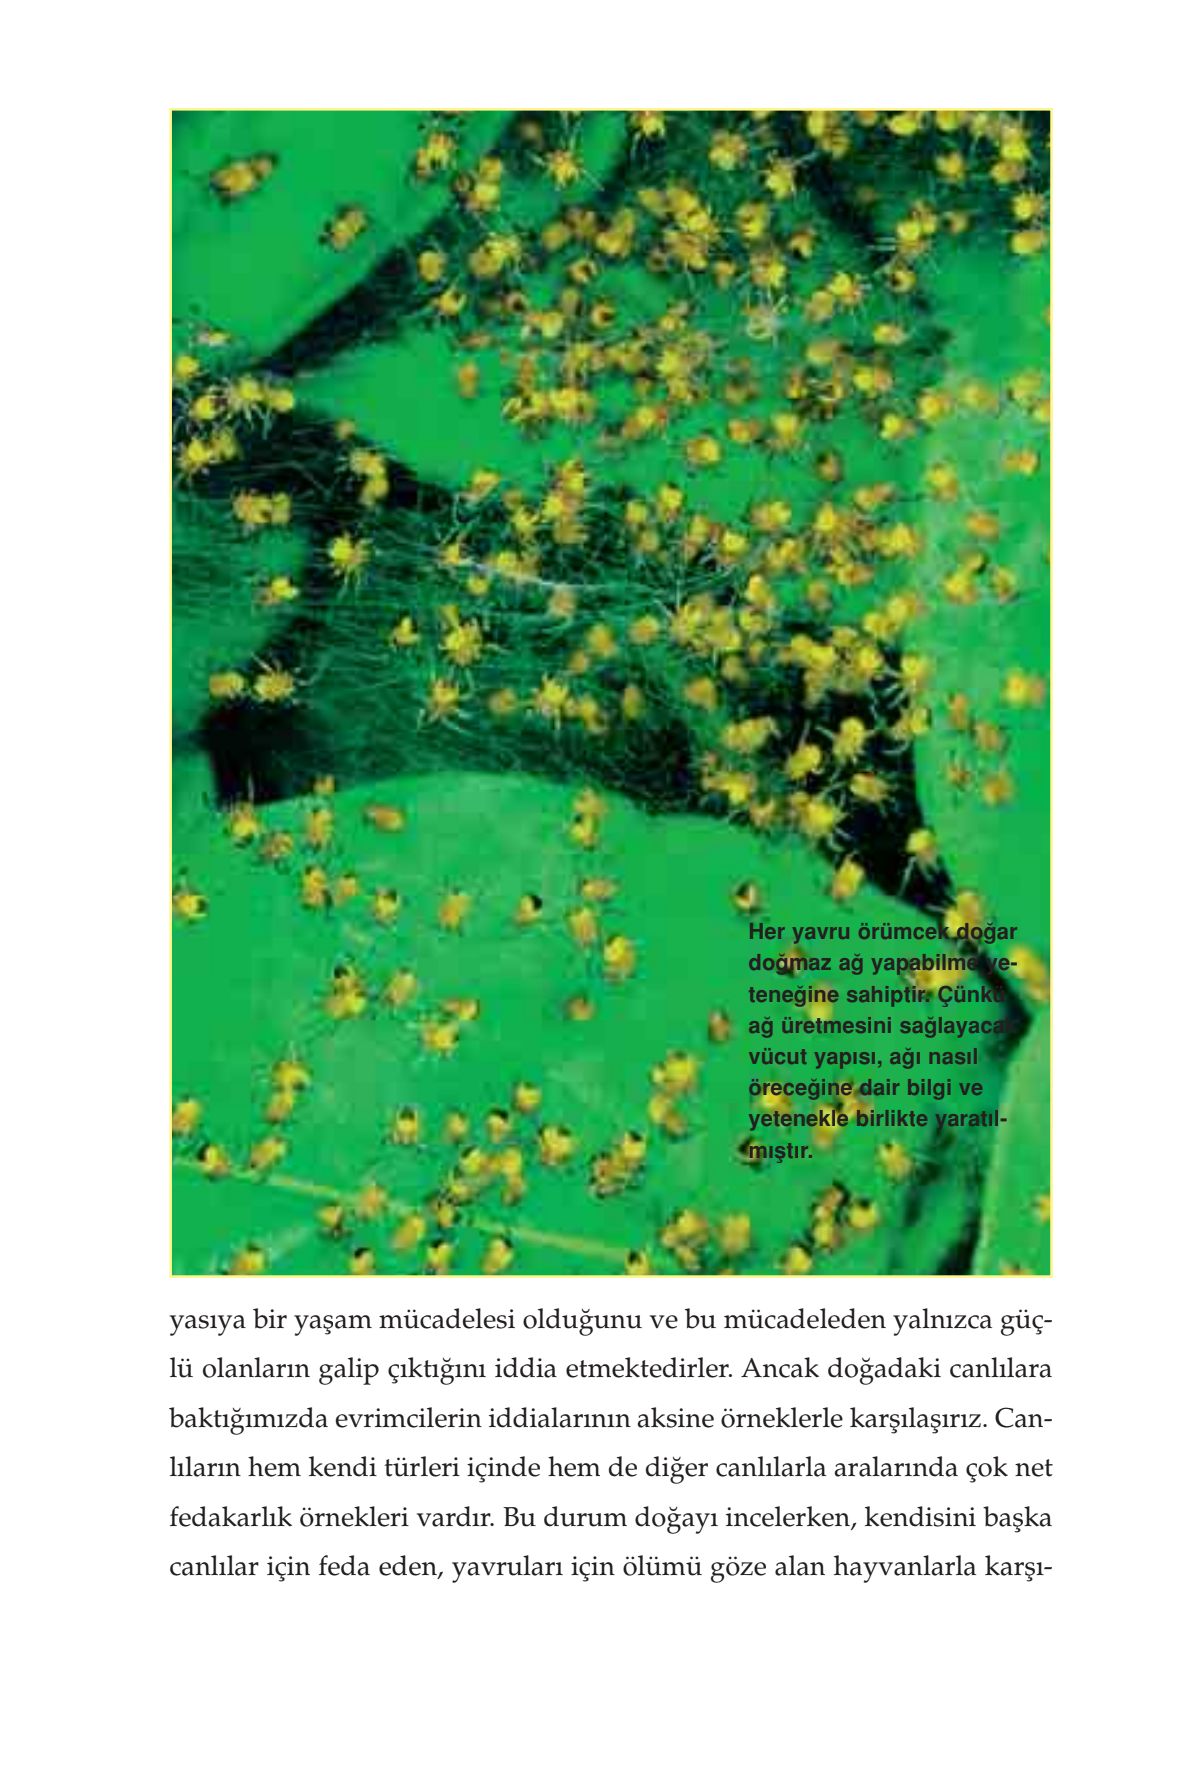 Her yavru örümcek doğar
doğmaz ağ yapabilme ye-
teneğine sahiptir. Çünkü
ağ üretmesini sağlayacak
vücut yapısı, ağı nasıl
öreceğine dair bilgi ve
yetenekle birlikte yaratıl-
mıştır.
yasıya bir yaşam mücadelesi olduğunu ve bu mücadeleden yalnızca güç-
lü olanların galip çıktığını iddia etmektedirler. Ancak doğadaki canlılara
baktığımızda evrimcilerin iddialarının aksine örneklerle karşılaşırız. Can-
lıların hem kendi türleri içinde hem de diğer canlılarla aralarında çok net
fedakarlık örnekleri vardır. Bu durum doğayı incelerken, kendisini başka
canlılar için feda eden, yavruları için ölümü göze alan hayvanlarla karşı-